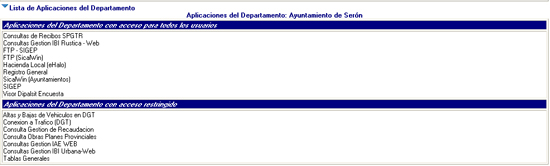 Lista de Aplicaciones del Departamento
Aplicaciones del Departamento: Ayuntamiento de Serón
Aplicaciones del Departamento con acceso para todos los usuarios
Consultas de Recibos SPGTR
Consultas Gestion IBI Rustica - Web
FTP - SIGEP
FTP (SicalWin)
Hacienda Local (eHalo)
Registro General
SicalWin (Ayuntamientos)
SIGEP
Visor Dipalsit Encuesta
Aplicaciones del Departamento con acceso restringido
Altas y Bajas de Vehiculos en DGT
Conexion a Trafico (DGT)
Consulta Gestion de Recaudacion
Consulta Obras Planes Provinciales
Consultas Gestion IAE WEB
Consultas Gestion IBI Urbana-Web
Tablas Generales